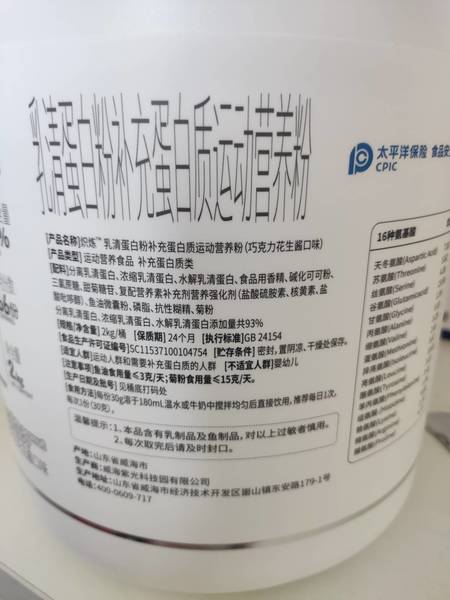 乳清蛋白粉补充蛋白质运动营养粉
太平洋保险 食品安
CPIC
[产品名称]炽炼™ 乳清蛋白粉补充蛋白质运动营养粉 (巧克力花生酱口味)
[产品类型] 运动营养食品 补充蛋白质类
[配料]分离乳清蛋白、浓缩乳清蛋白、水解乳清蛋白、食品用香精、碱化可可粉、
三氯蔗糖、甜菊糖苷、复配营养素补充剂营养强化剂 (盐酸硫胺素、核黄素、盐
酸吡哆醇)、鱼油微囊粉、磷脂、抗性糊精、菊粉
分离乳清蛋白、浓缩乳清蛋白、水解乳清蛋白添加量共93%
[规格/净含量] 2kg/桶 [保质期] 24个月 [执行标准]GB 24154
[食品生产许可证编号] SC11537100104754 [贮存条件] 密封,置阴凉、干燥处保存。
[适宜人群]运动人群和需要补充蛋白质的人群 [不适宜人群]婴幼儿
[注意事项]鱼油食用量≤3克/天;菊粉食用量≤15克/天。
[生产日期及批号] 见桶底打码处
[食用方法] 每份30g溶于180mL温水或牛奶中搅拌均匀后直接饮用,推荐每日1次,
每次1份 (30克)。
温馨提示:1. 本品含有乳制品及鱼制品,对以上过敏者慎用。
2. 每次取完后请及时封口。
产地:山东省威海市
生产商:威海紫光科技园有限公司
生产地址:山东省威海市经济技术开发区崮山镇东安路179-1号
电话:400-0609-717
16种氨基酸
天冬氨酸(Aspartic Acid)
苏氨酸(Threonine)
丝氨酸(Serine)
谷氨酸(Glutamic acid)
甘氨酸(Glycine)
丙氨酸(Alanine)
缬氨酸(Valine)